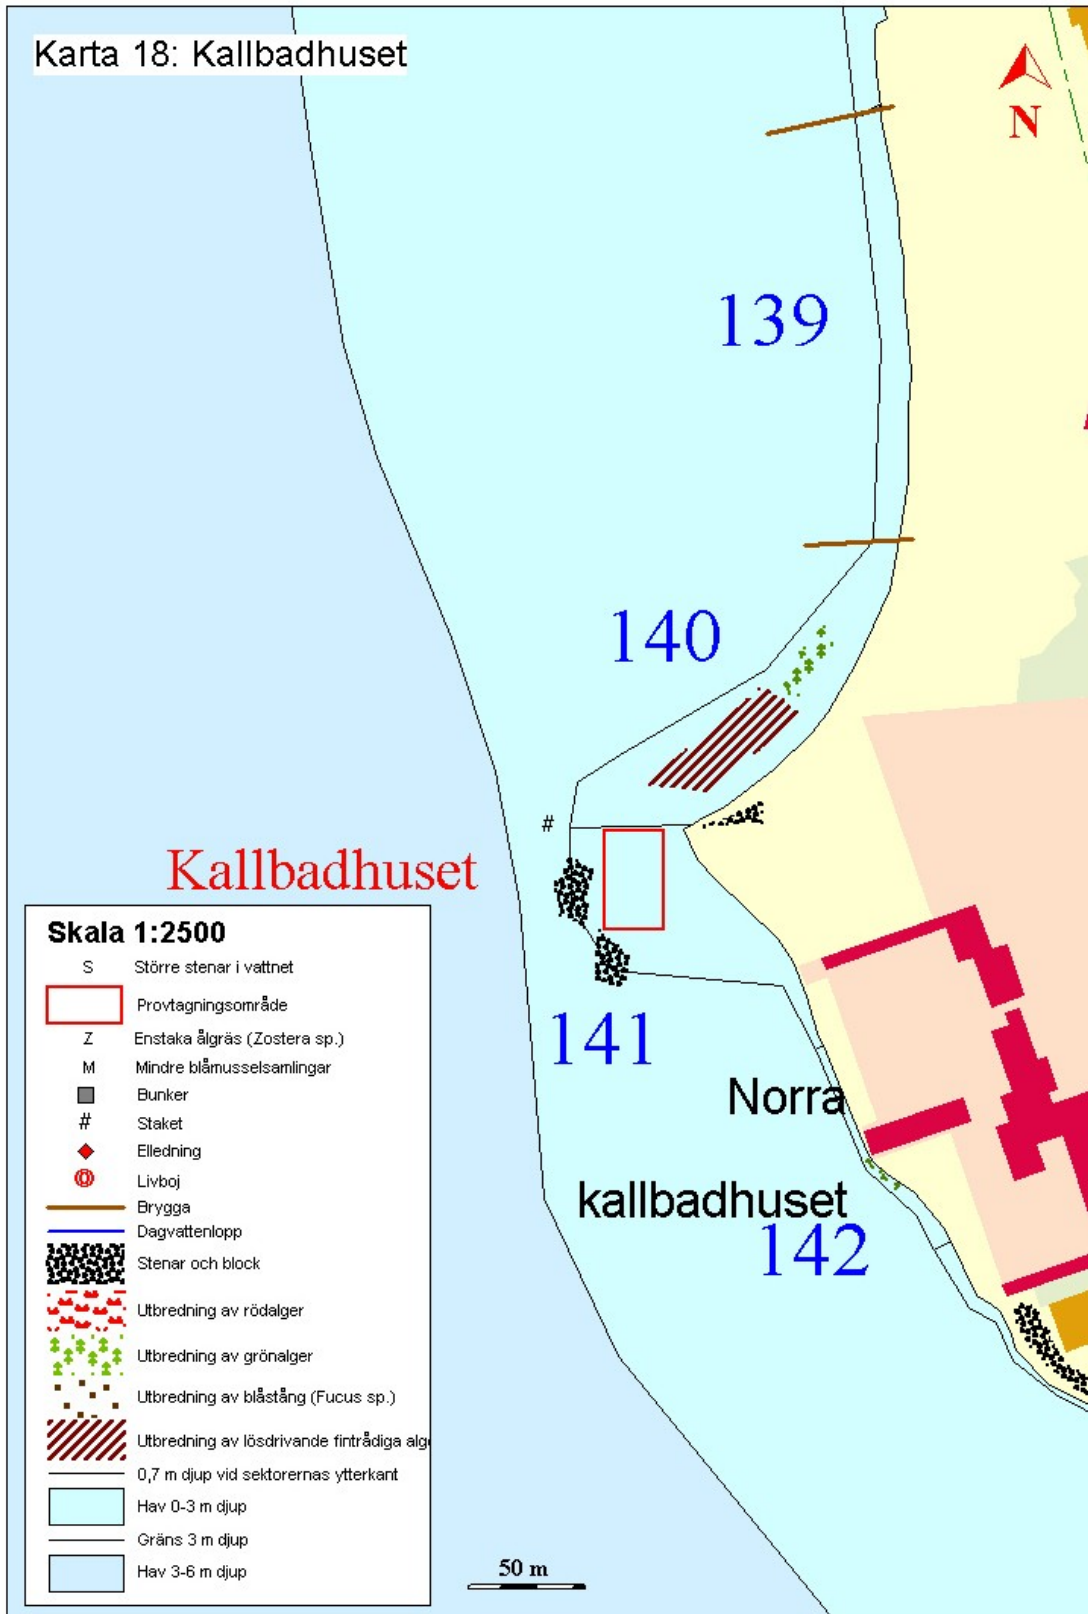 Karta 18: Kallbadhuset
N
139
140
#
Kallbadhuset
141
Norra
kallbadhuset
142
Skala 1:2500
S Större stenar i vattnet
Provtagningsområde
Z Enstaka ålgräs (Zostera sp.)
M Mindre blåmusselsamlingar
Bunker
# Staket
Elledning
Livboj
Brygga
Dagvattenlopp
Stenar och block
Utbredning av rödalger
Utbredning av grönalger
Utbredning av blåstång (Fucus sp.)
Utbredning av lösdrivande fintrådiga alg
0,7 m djup vid sektorernas ytterkant
Hav 0-3 m djup
Gräns 3 m djup
Hav 3-6 m djup
50 m